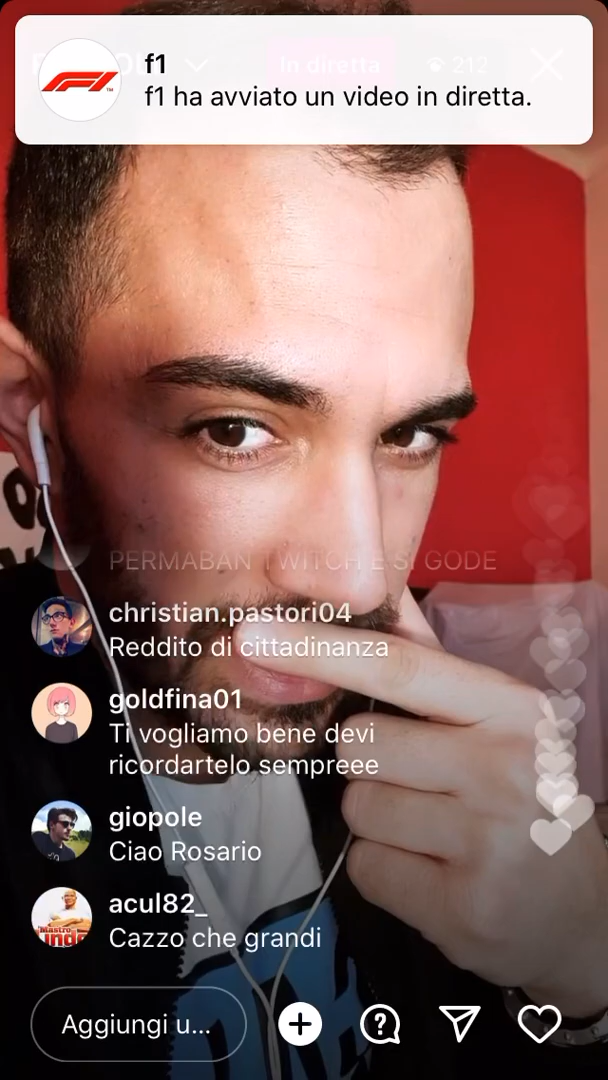 f1
f1 ha avviato un video in diretta.
In diretta
212
PERMABAN TWITCH E SI GODE
christian.pastori04
Reddito di cittadinanza
goldfina01
Ti vogliamo bene devi
ricordartelo sempreee
giopole
Ciao Rosario
acul82_
Cazzo che grandi
Aggiungi u...